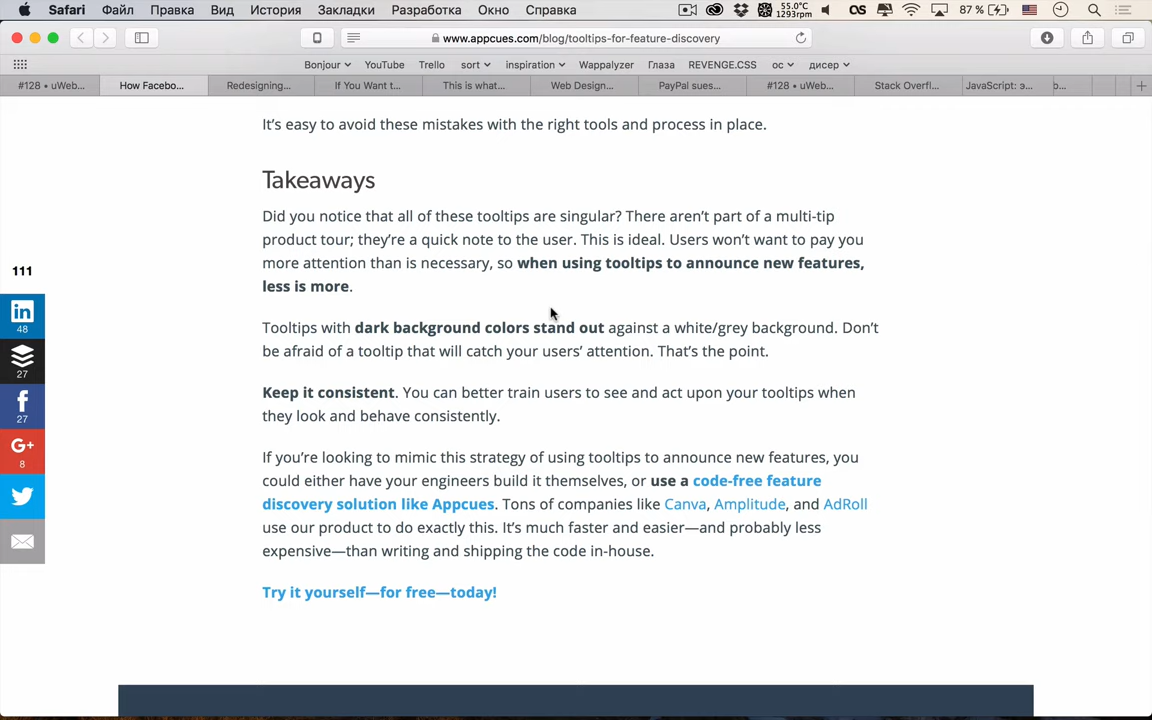 Safari Файл Правка Вид История Закладки Разработка Окно Справка 55.0°C 1293rpm 87 %
www.appcues.com/blog/tooltips-for-feature-discovery
Bonjour YouTube Trello sort inspiration Wappalyzer Глаза REVENGE.CSS ос дисер
#128 • uWeb... How Facebo... Redesigning... If You Want t... This is what... Web Design... PayPal sues... #128 • uWeb... Stack Overfl... JavaScript: э... b...
It’s easy to avoid these mistakes with the right tools and process in place.
Takeaways
Did you notice that all of these tooltips are singular? There aren’t part of a multi-tip
product tour; they’re a quick note to the user. This is ideal. Users won’t want to pay you
more attention than is necessary, so when using tooltips to announce new features,
less is more.
Tooltips with dark background colors stand out against a white/grey background. Don’t
be afraid of a tooltip that will catch your users’ attention. That’s the point.
Keep it consistent. You can better train users to see and act upon your tooltips when
they look and behave consistently.
If you’re looking to mimic this strategy of using tooltips to announce new features, you
could either have your engineers build it themselves, or use a code-free feature
discovery solution like Appcues. Tons of companies like Canva, Amplitude, and AdRoll
use our product to do exactly this. It’s much faster and easier—and probably less
expensive—than writing and shipping the code in-house.
Try it yourself—for free—today!
111
in
48
27
f
27
G+
8